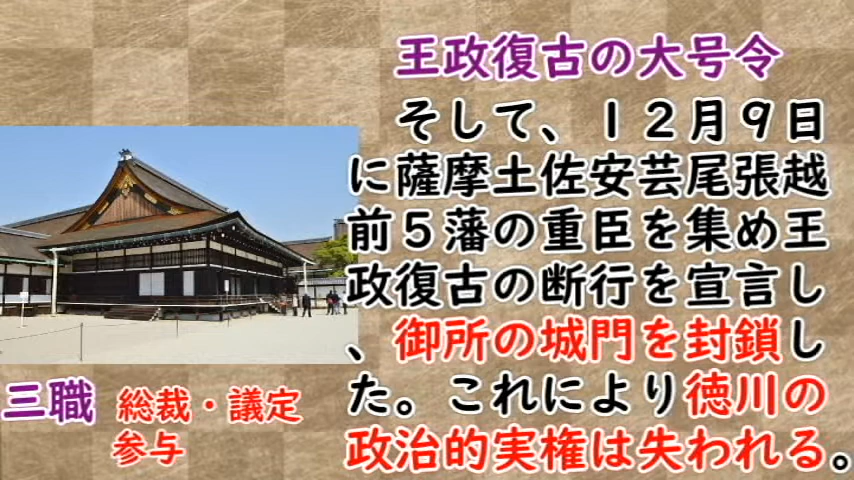 王政復古の大号令
そして、１２月９日
に薩摩土佐安芸尾張越
前５藩の重臣を集め王
政復古の断行を宣言し
、御所の城門を封鎖し
た。これにより徳川の
政治的実権は失われる。
三職 総裁・議定
参与